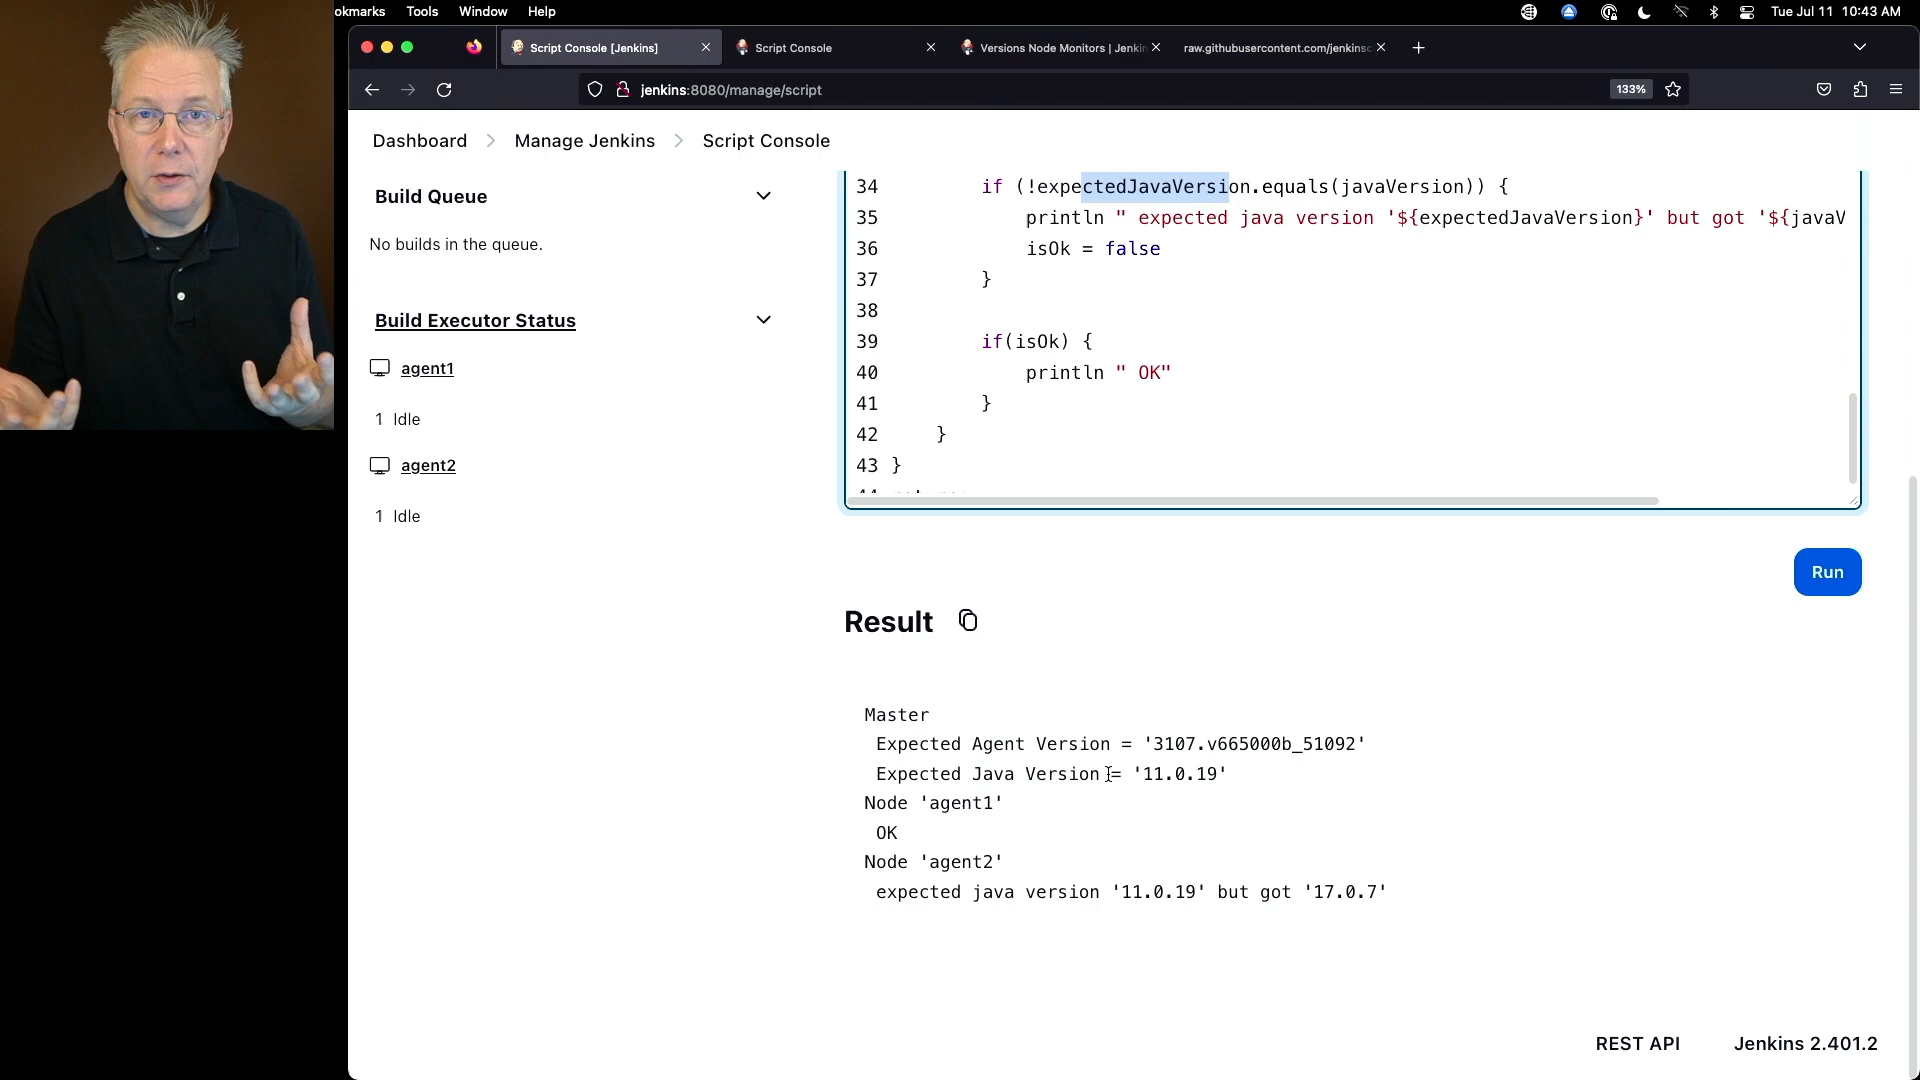 okmarks Tools Window Help Tue Jul 11 10:43 AM
Script Console [Jenkins] Script Console Versions Node Monitors | Jenkin raw.githubusercontent.com/jenkinsc
jenkins:8080/manage/script 133%
Dashboard Manage Jenkins Script Console
Build Queue
No builds in the queue.
Build Executor Status
agent1
1 Idle
agent2
1 Idle
34 if (!expectedJavaVersion.equals(javaVersion)) {
35 println " expected java version '${expectedJavaVersion}' but got '${javaV
36 isOk = false
37 }
38
39 if(isOk) {
40 println " OK"
41 }
42 }
43 }
Run
Result
Master
Expected Agent Version = '3107.v665000b_51092'
Expected Java Version = '11.0.19'
Node 'agent1'
OK
Node 'agent2'
expected java version '11.0.19' but got '17.0.7'
REST API Jenkins 2.401.2